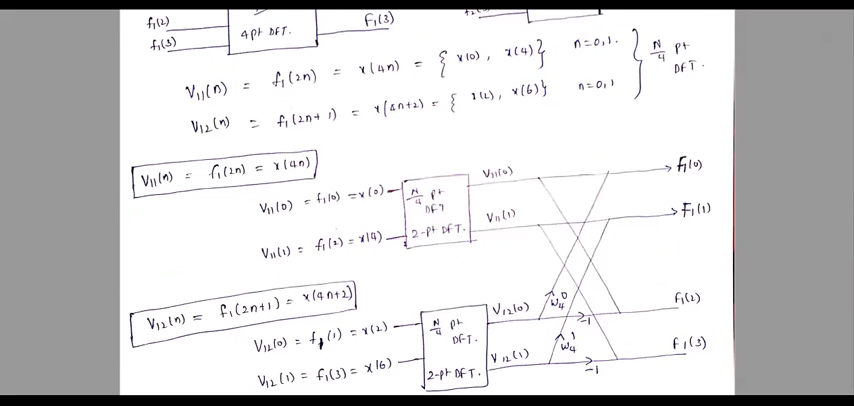 f₁(2)
f₁(3)
4pt DFT.
F₁(3)
V₁₁(n) = f₁(2n) = x(4n) = { x(0), x(4)} n=0,1.
V₁₂(n) = f₁(2n+1) = x(4n+2) = { x(2), x(6)} n=0,1
N/4 pt
DFT.
V₁₁(n) = f₁(2n) = x(4n)
V₁₁(0) = f₁(0) = x(0)
V₁₁(1) = f₁(2) = x(4)
N/4 pt
DFT
2-pt DFT.
V₁₁(0)
V₁₁(1)
F₁(0)
F₁(1)
V₁₂(n) = f₁(2n+1) = x(4n+2)
V₁₂(0) = f₁(1) = x(2)
V₁₂(1) = f₁(3) = x(6)
N/4 pt
DFT.
2-pt DFT.
V₁₂(0)
V₁₂(1)
W₄⁰
W₄¹
-1
-1
F₁(2)
F₁(3)